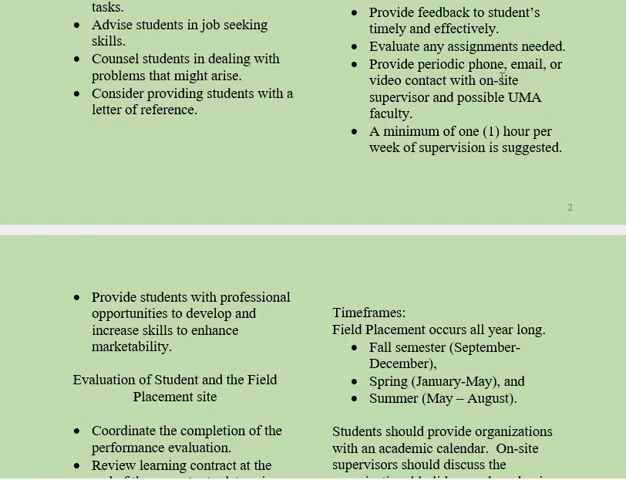 tasks.
• Advise students in job seeking
skills.
• Counsel students in dealing with
problems that might arise.
• Consider providing students with a
letter of reference.
• Provide feedback to student’s
timely and effectively.
• Evaluate any assignments needed.
• Provide periodic phone, email, or
video contact with on-site
supervisor and possible UMA
faculty.
• A minimum of one (1) hour per
week of supervision is suggested.
2
• Provide students with professional
opportunities to develop and
increase skills to enhance
marketability.
Evaluation of Student and the Field
Placement site
• Coordinate the completion of the
performance evaluation.
• Review learning contract at the
Timeframes:
Field Placement occurs all year long.
• Fall semester (September-
December),
• Spring (January-May), and
• Summer (May – August).
Students should provide organizations
with an academic calendar.  On-site
supervisors should discuss the